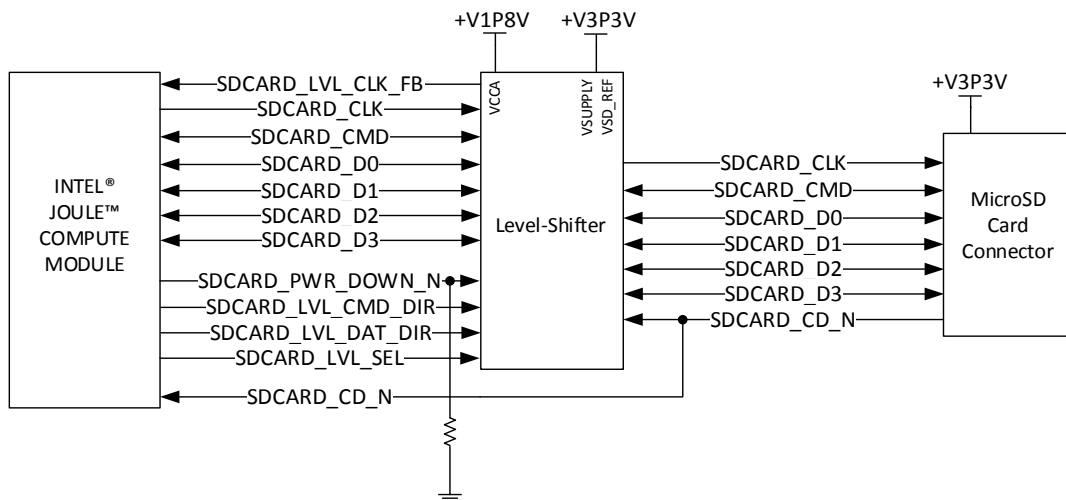 +V1P8V
+V3P3V
SDCARD_LVL_CLK_FB
SDCARD_CLK
SDCARD_CMD
SDCARD_D0
SDCARD_D1
SDCARD_D2
SDCARD_D3
SDCARD_PWR_DOWN_N
SDCARD_LVL_CMD_DIR
SDCARD_LVL_DAT_DIR
SDCARD_LVL_SEL
SDCARD_CD_N
INTEL®
JOULE™
COMPUTE
MODULE
VCCA
VSUPPLY
VSD_REF
Level-Shifter
+V3P3V
SDCARD_CLK
SDCARD_CMD
SDCARD_D0
SDCARD_D1
SDCARD_D2
SDCARD_D3
SDCARD_CD_N
MicroSD
Card
Connector